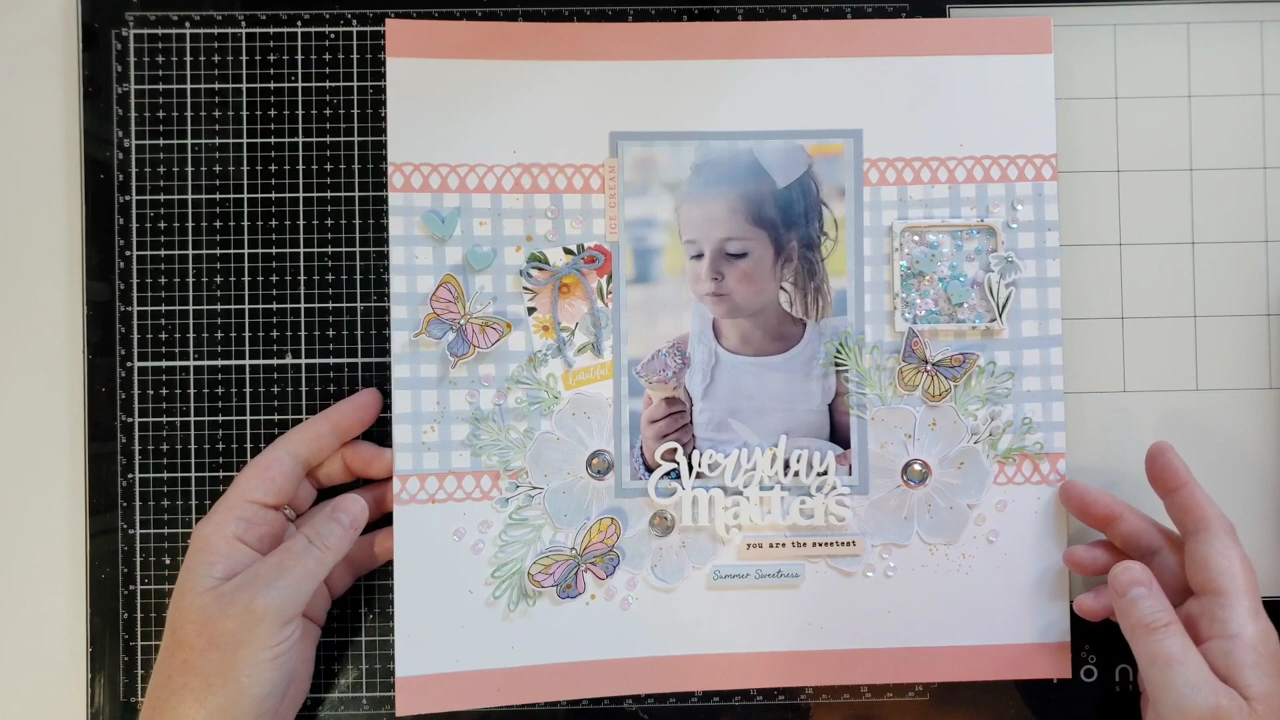 ICE CREAM
beautiful
Everyday
matters
you are the sweetest
Summer Sweetness